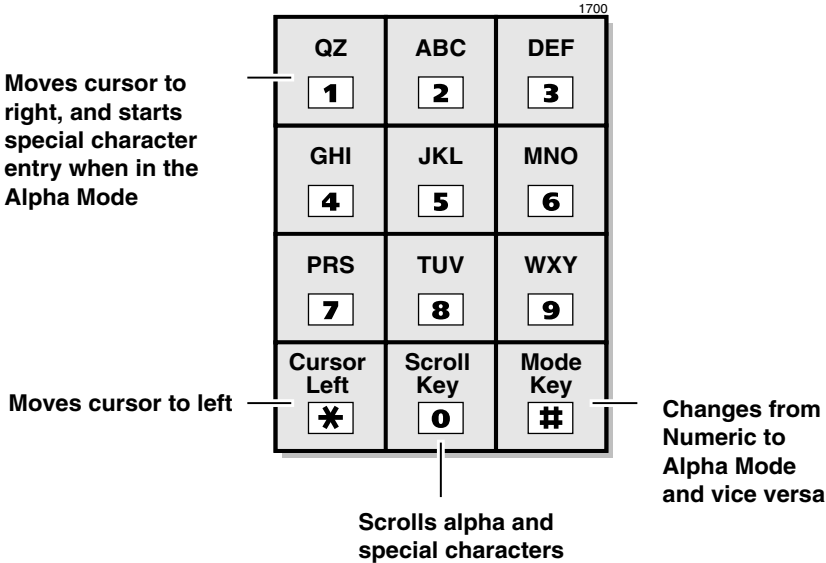 1700
QZ ABC DEF
1 2 3
Moves cursor to
right, and starts
special character
entry when in the
Alpha Mode
GHI JKL MNO
4 5 6
PRS TUV WXY
7 8 9
Cursor
Left
Scroll
Key
Mode
Key
* 0 #
Moves cursor to left
Changes from
Numeric to
Alpha Mode
and vice versa
Scrolls alpha and
special characters